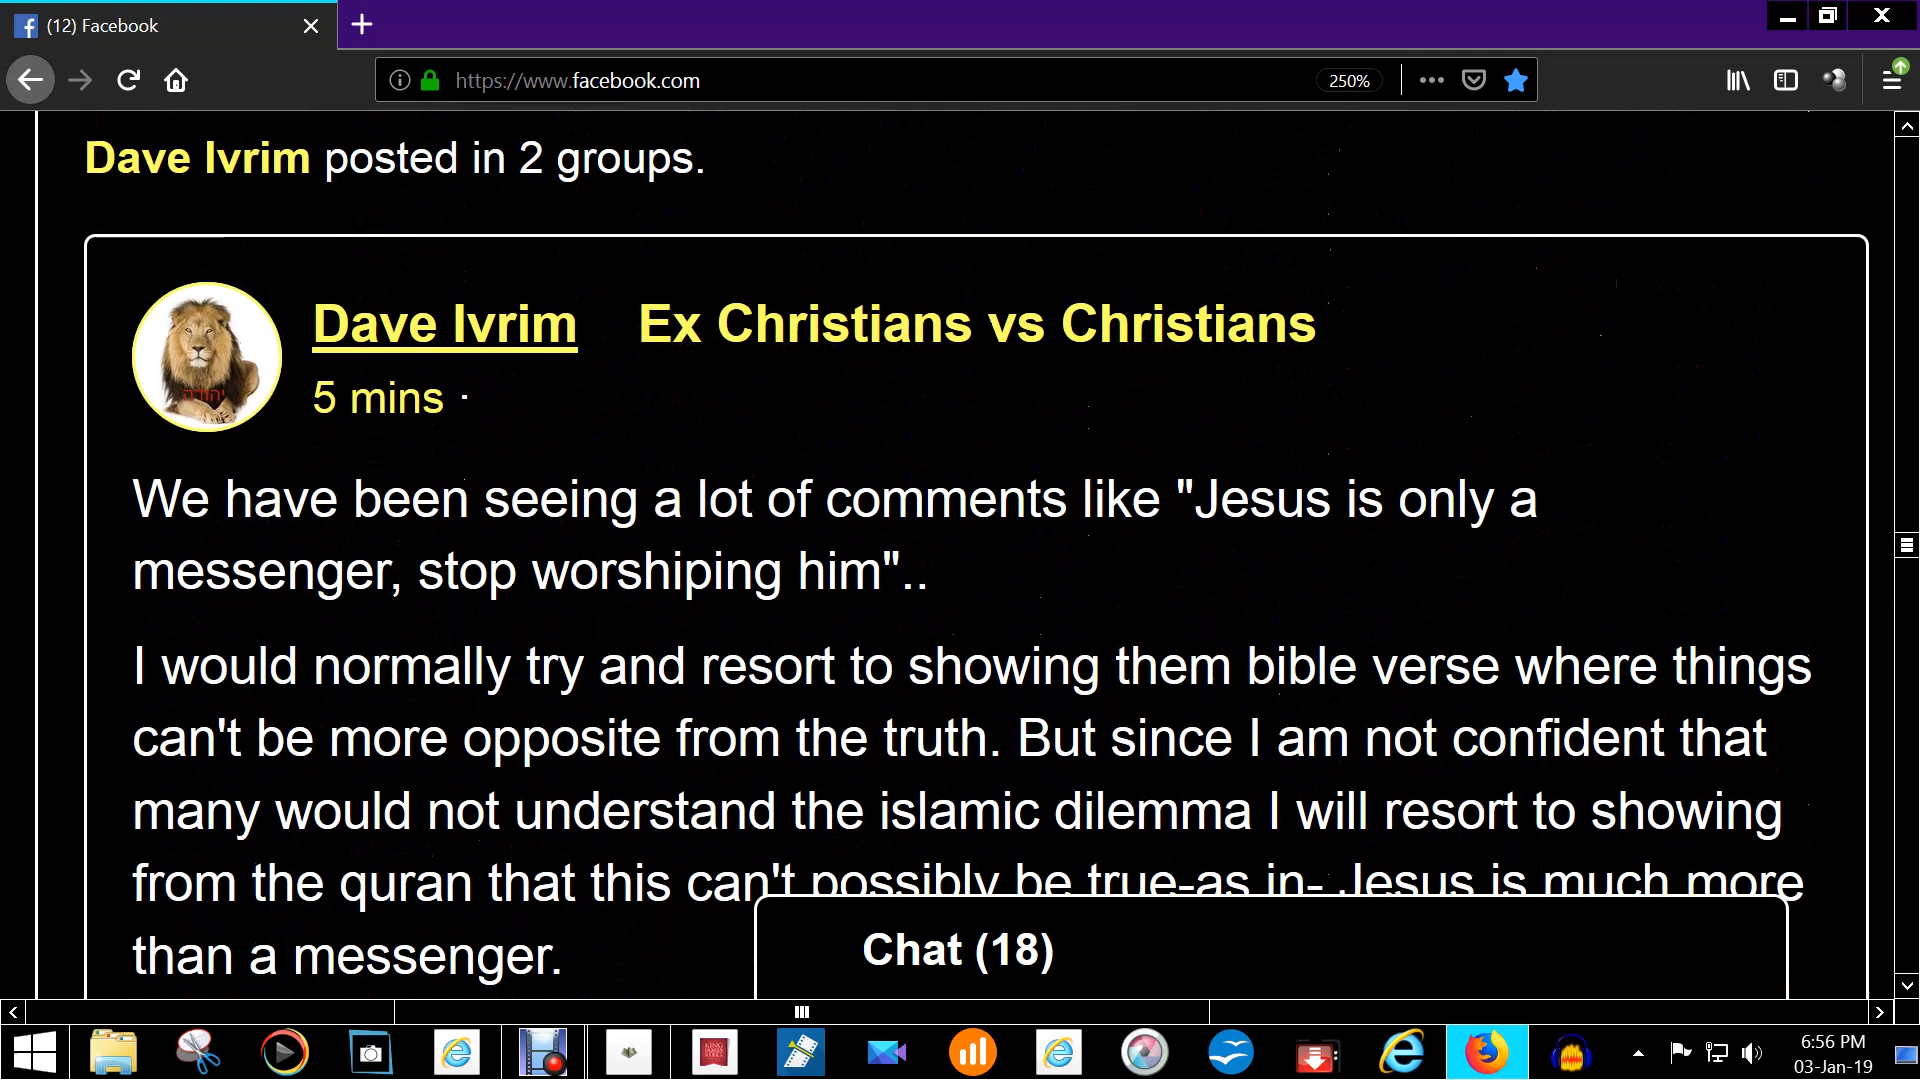 (12) Facebook
https://www.facebook.com
250%
Dave Ivrim posted in 2 groups.
Dave Ivrim Ex Christians vs Christians
5 mins ·
יהודה
We have been seeing a lot of comments like "Jesus is only a
messenger, stop worshiping him"..
I would normally try and resort to showing them bible verse where things
can't be more opposite from the truth. But since I am not confident that
many would not understand the islamic dilemma I will resort to showing
from the quran that this can't possibly be true-as in- Jesus is much more
than a messenger.
Chat (18)
6:56 PM
03-Jan-19